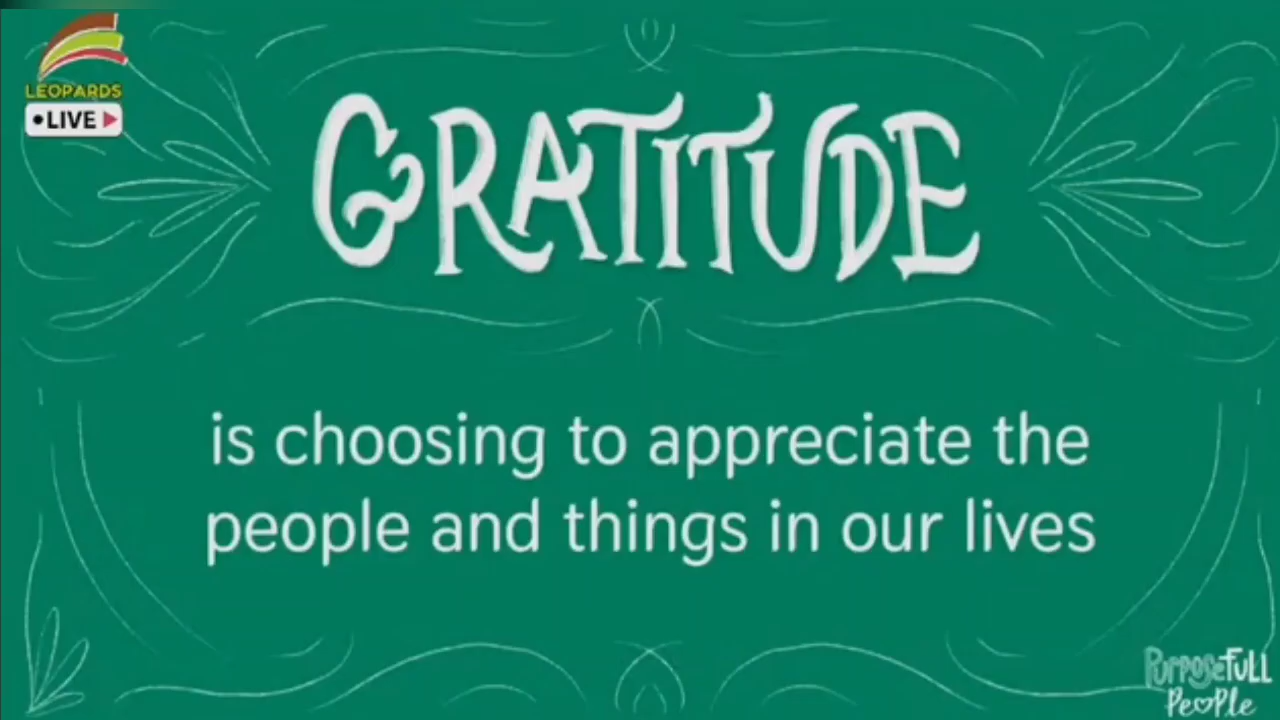 LEOPARDS
•LIVE
GRATITUDE
is choosing to appreciate the
people and things in our lives
PurposeFULL
People